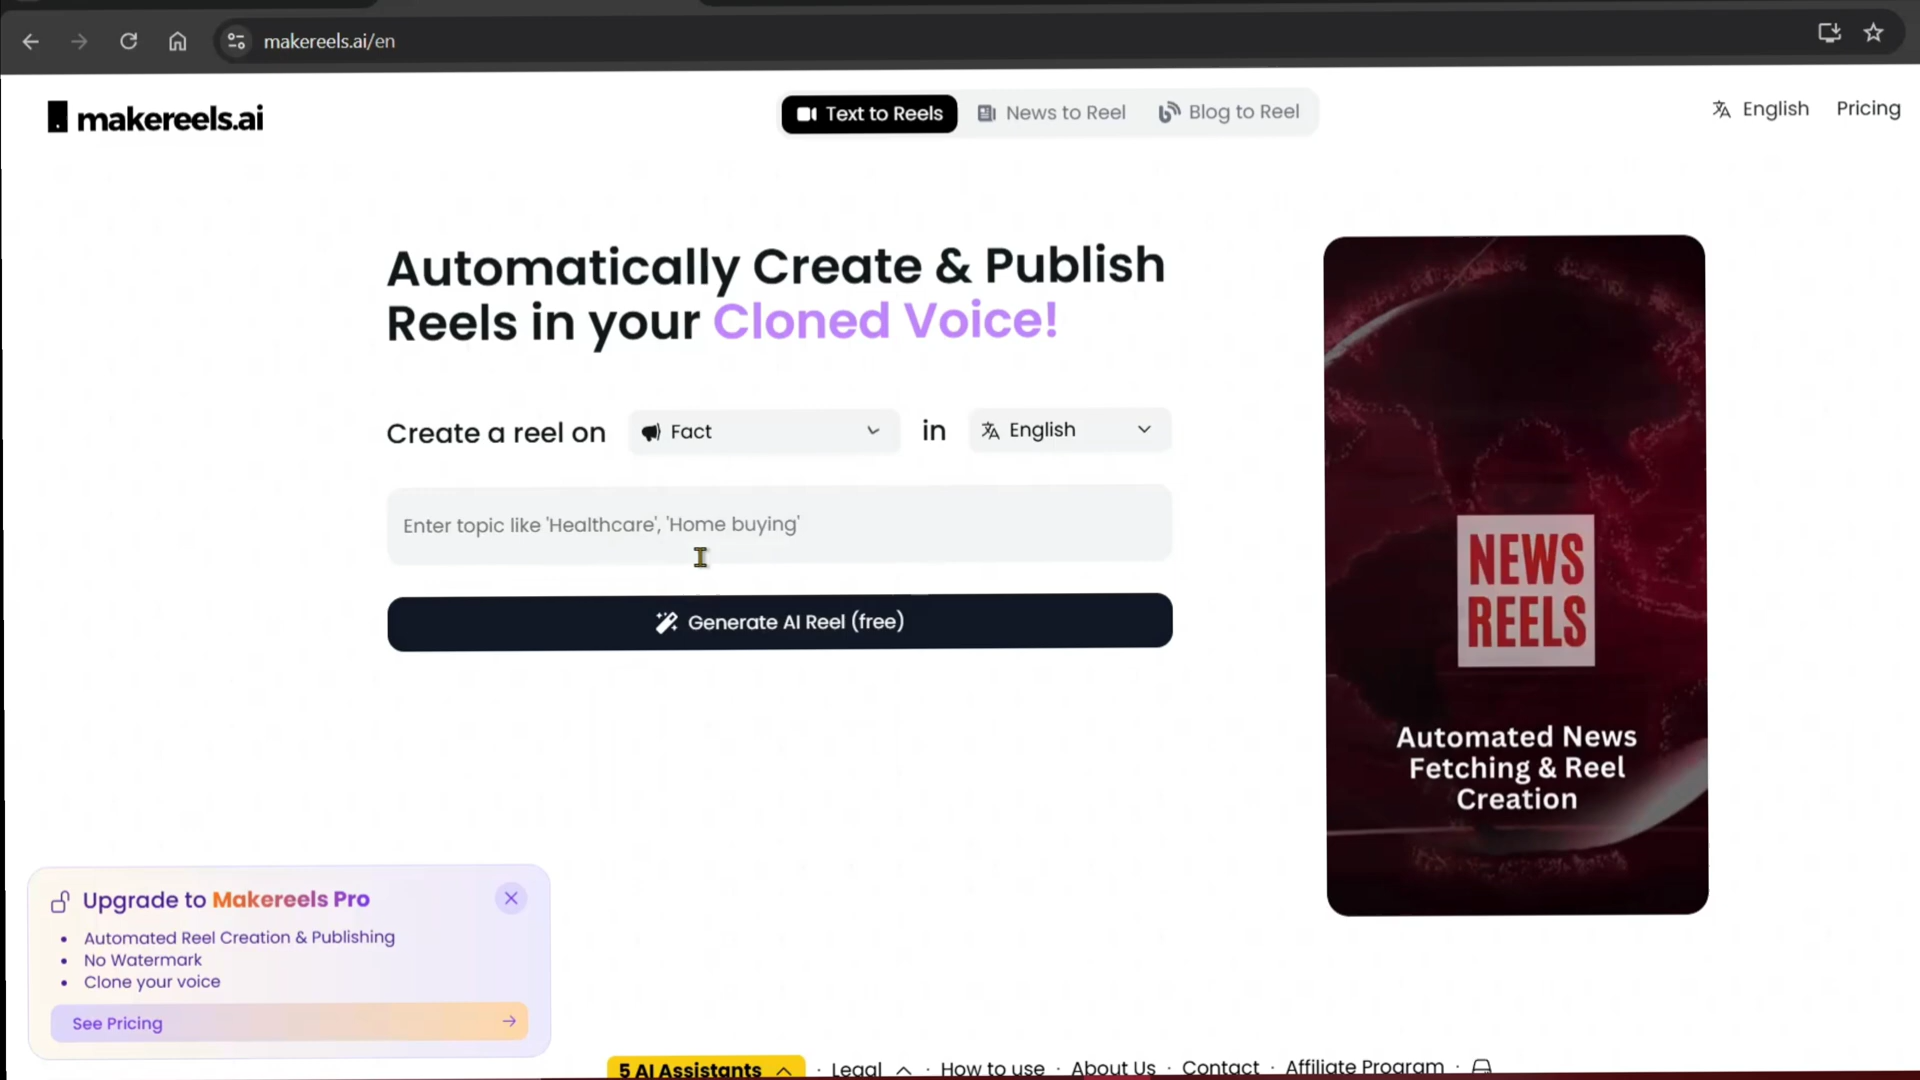 makereels.ai/en
makereels.ai
Text to Reels
News to Reel
Blog to Reel
English
Pricing
Automatically Create & Publish
Reels in your Cloned Voice!
Create a reel on
Fact
in
English
Enter topic like 'Healthcare', 'Home buying'
Generate AI Reel (free)
NEWS
REELS
Automated News
Fetching & Reel
Creation
Upgrade to Makereels Pro
• Automated Reel Creation & Publishing
• No Watermark
• Clone your voice
See Pricing
5 AI Assistants · Legal · How to use · About Us · Contact · Affiliate Program ·